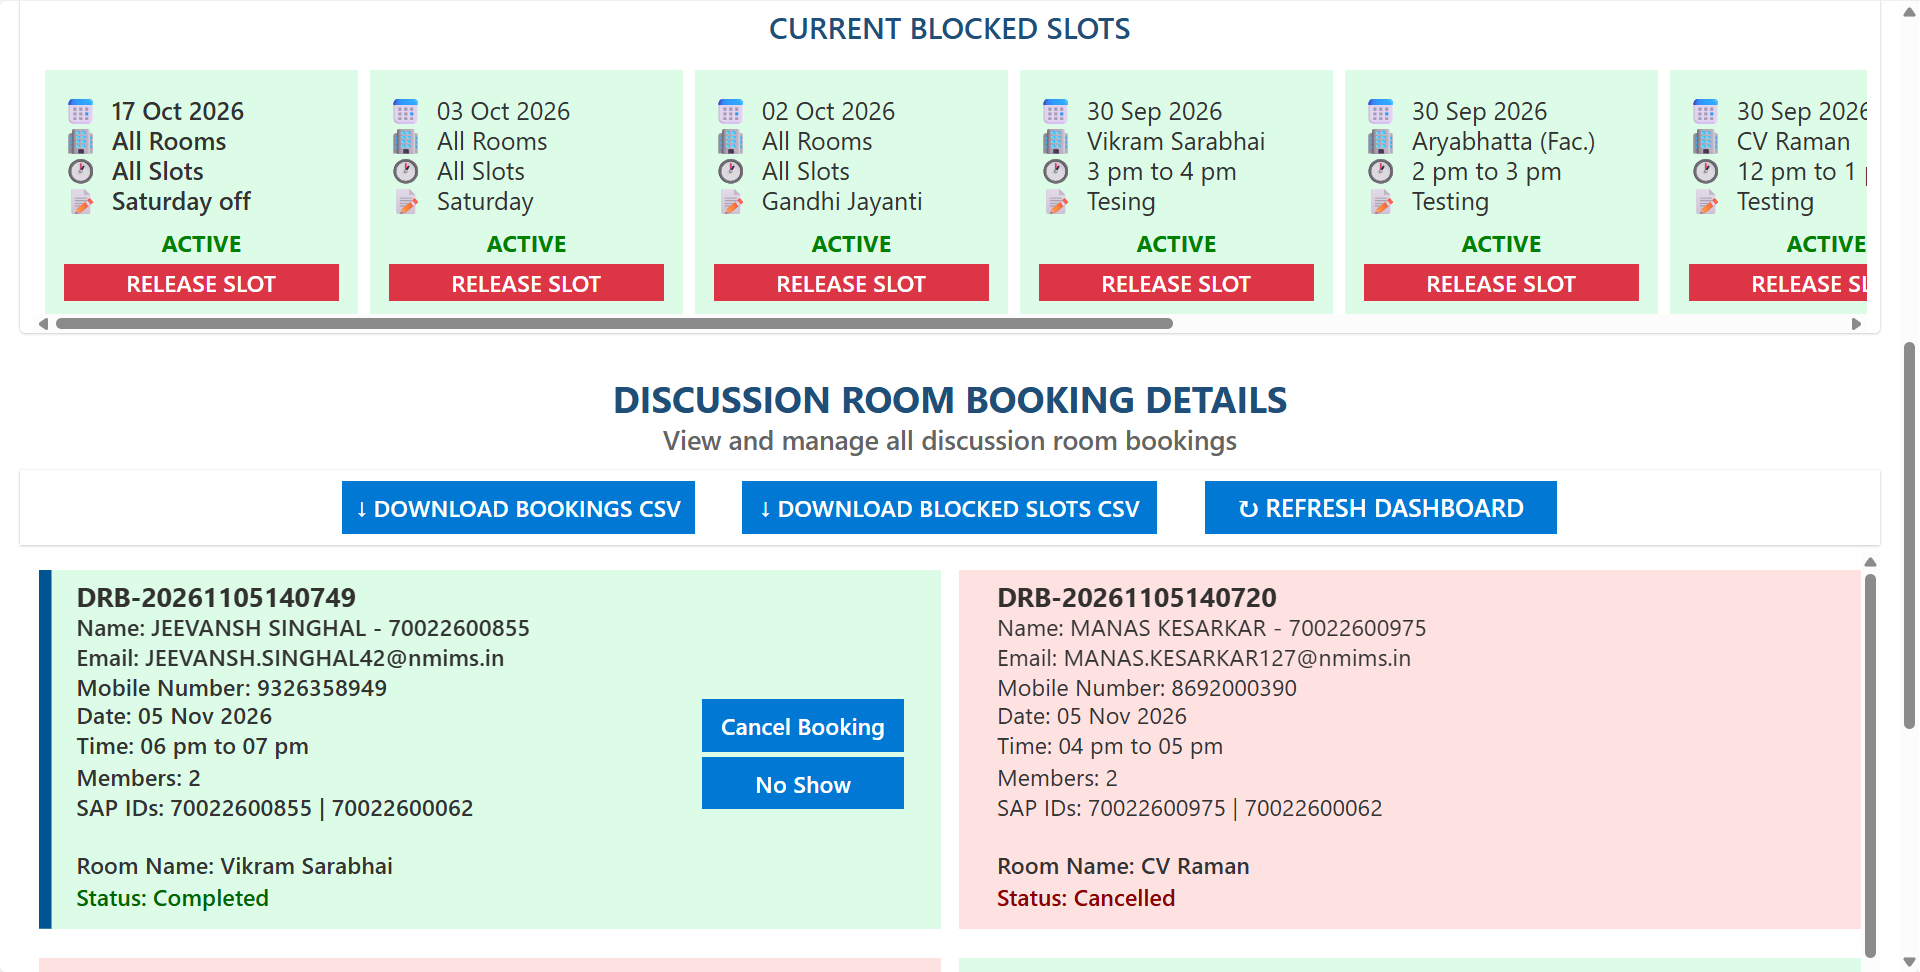 CURRENT BLOCKED SLOTS
17 Oct 2026
All Rooms
All Slots
Saturday off
ACTIVE
RELEASE SLOT
03 Oct 2026
All Rooms
All Slots
Saturday
ACTIVE
RELEASE SLOT
02 Oct 2026
All Rooms
All Slots
Gandhi Jayanti
ACTIVE
RELEASE SLOT
30 Sep 2026
Vikram Sarabhai
3 pm to 4 pm
Tesing
ACTIVE
RELEASE SLOT
30 Sep 2026
Aryabhatta (Fac.)
2 pm to 3 pm
Testing
ACTIVE
RELEASE SLOT
30 Sep 2026
CV Raman
12 pm to 1
Testing
ACTIVE
RELEASE
DISCUSSION ROOM BOOKING DETAILS
View and manage all discussion room bookings
↓ DOWNLOAD BOOKINGS CSV
↓ DOWNLOAD BLOCKED SLOTS CSV
↻ REFRESH DASHBOARD
DRB-20261105140749
Name: JEEVANSH SINGHAL - 70022600855
Email: JEEVANSH.SINGHAL42@nmims.in
Mobile Number: 9326358949
Date: 05 Nov 2026
Time: 06 pm to 07 pm
Members: 2
SAP IDs: 70022600855 | 70022600062
Room Name: Vikram Sarabhai
Status: Completed
Cancel Booking
No Show
DRB-20261105140720
Name: MANAS KESARKAR - 70022600975
Email: MANAS.KESARKAR127@nmims.in
Mobile Number: 8692000390
Date: 05 Nov 2026
Time: 04 pm to 05 pm
Members: 2
SAP IDs: 70022600975 | 70022600062
Room Name: CV Raman
Status: Cancelled